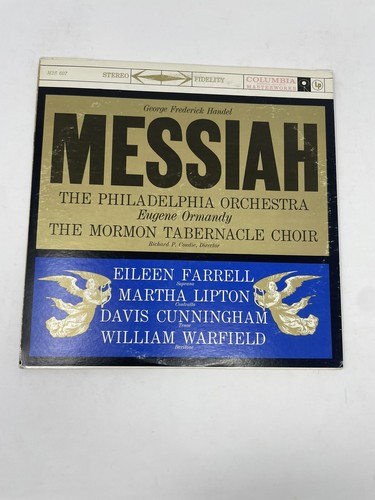 STEREO FIDELITY COLUMBIA LP
MASTERWORKS
George Frederick Handel
MESSIAH
THE PHILADELPHIA ORCHESTRA
Eugene Ormandy
THE MORMON TABERNACLE CHOIR
Richard P. Condie, Director
EILEEN FARRELL
Soprano
MARTHA LIPTON
Contralto
DAVIS CUNNINGHAM
Tenor
WILLIAM WARFIELD
Baritone